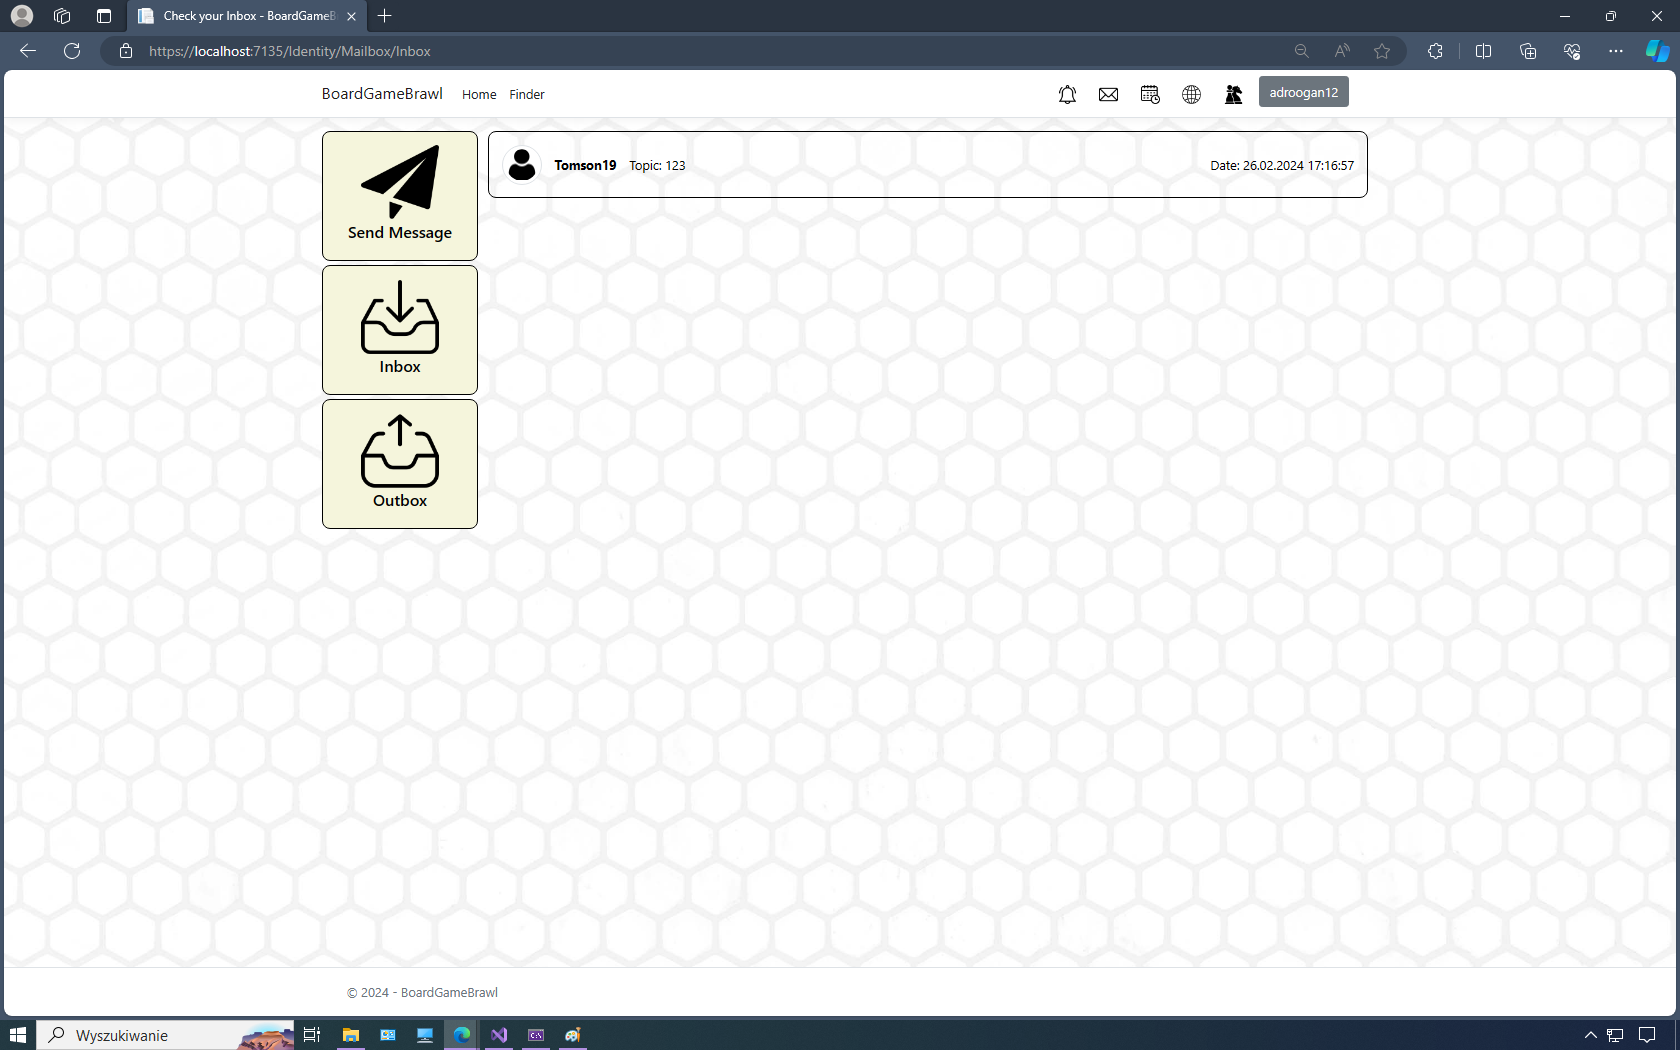 Check your Inbox - BoardGameB
https://localhost:7135/Identity/Mailbox/Inbox
BoardGameBrawl Home Finder adroogan12
Send Message
Tomson19 Topic: 123 Date: 26.02.2024 17:16:57
Inbox
Outbox
© 2024 - BoardGameBrawl
Wyszukiwanie